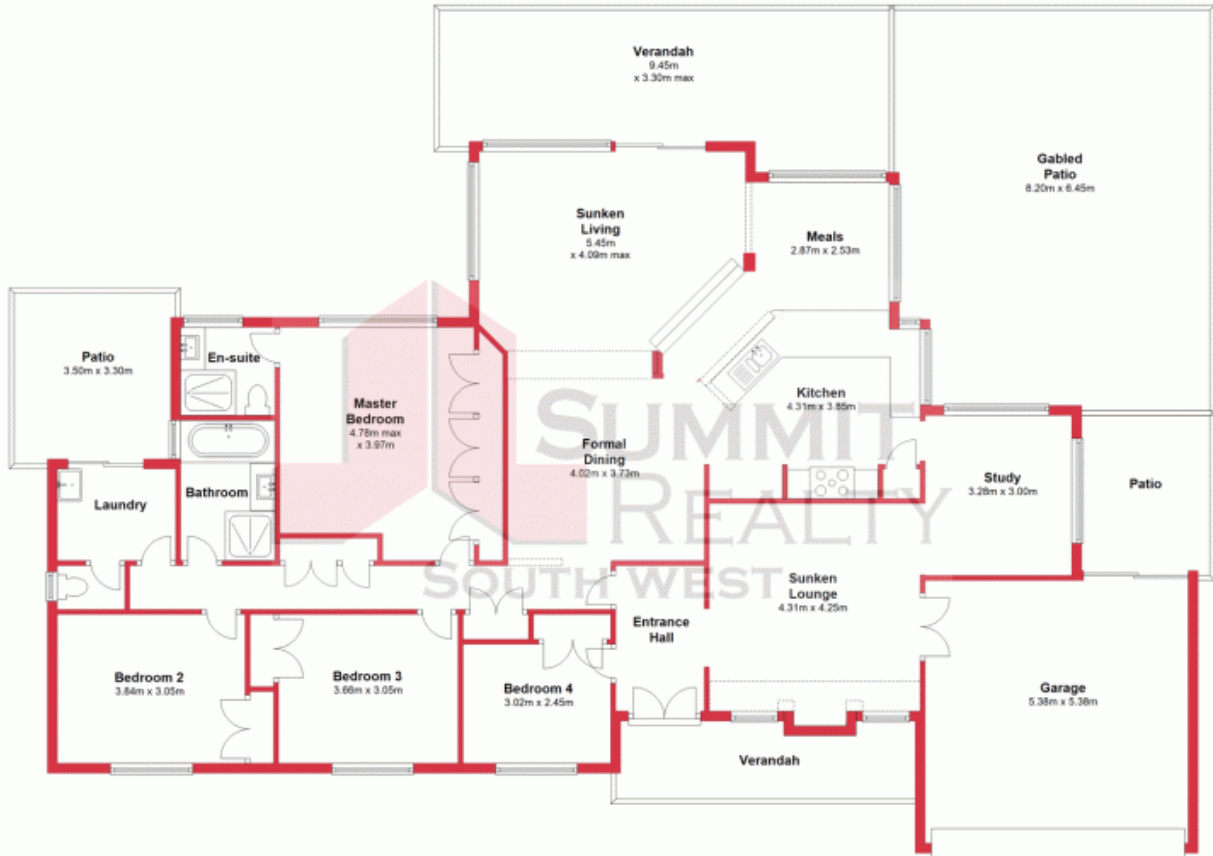 Verandah
9.45m
x 3.30m max
Gabled
Patio
8.20m x 6.45m
Sunken
Living
5.45m
x 4.09m max
Meals
2.87m x 2.53m
Patio
3.50m x 3.30m
En-suite
Master
Bedroom
4.78m max
x 3.97m
Kitchen
4.31m x 3.85m
SUMMIT
Formal
Dining
4.02m x 3.73m
Bathroom
Laundry
Study
3.28m x 3.00m
Patio
REALTY
SOUTH WEST
Sunken
Lounge
4.31m x 4.25m
Entrance
Hall
Bedroom 2
3.84m x 3.05m
Bedroom 3
3.66m x 3.05m
Bedroom 4
3.02m x 2.45m
Garage
5.38m x 5.38m
Verandah